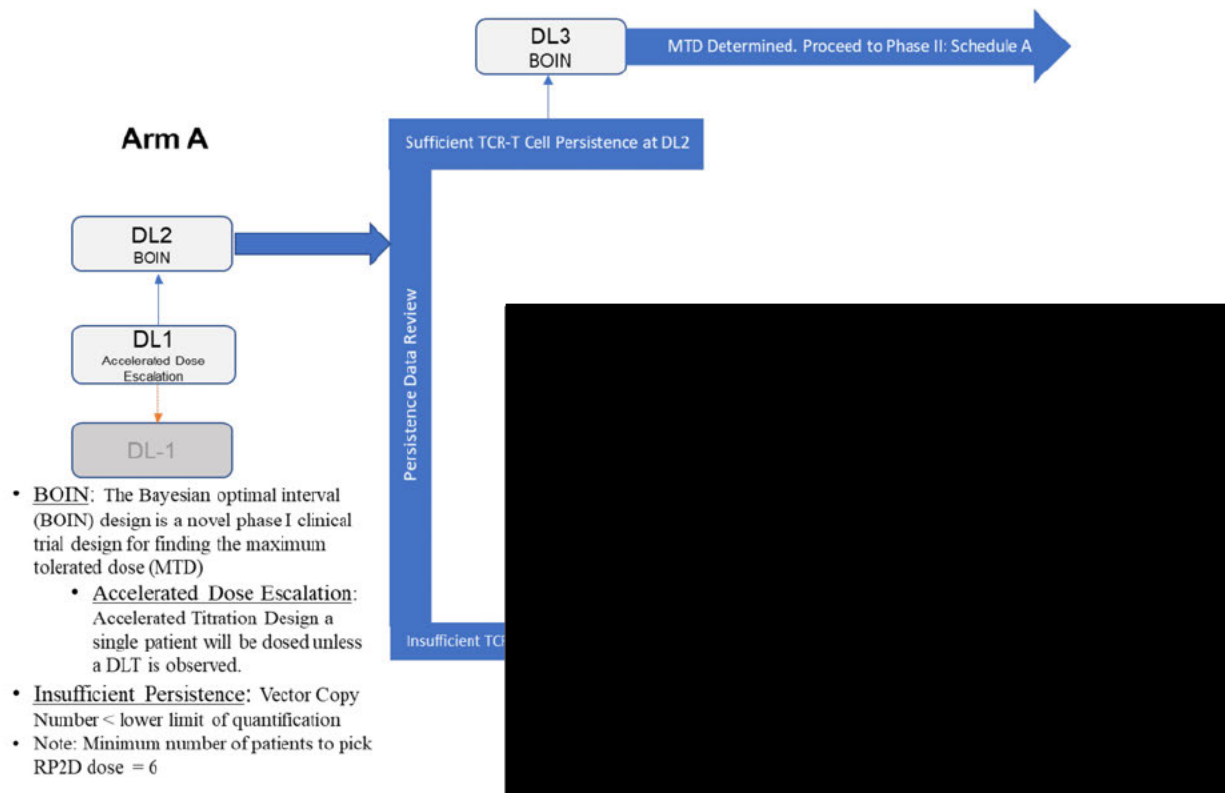 DL3
BOIN
MTD Determined. Proceed to Phase II: Schedule A
Arm A
Sufficient TCR-T Cell Persistence at DL2
DL2
BOIN
DL1
Accelerated Dose
Escalation
DL-1
Persistence Data Review
Insufficient
• BOIN: The Bayesian optimal interval
(BOIN) design is a novel phase I clinical
trial design for finding the maximum
tolerated dose (MTD)
• Accelerated Dose Escalation:
Accelerated Titration Design a
single patient will be dosed unless
a DLT is observed.
• Insufficient Persistence: Vector Copy
Number < lower limit of quantification
• Note: Minimum number of patients to pick
RP2D dose = 6